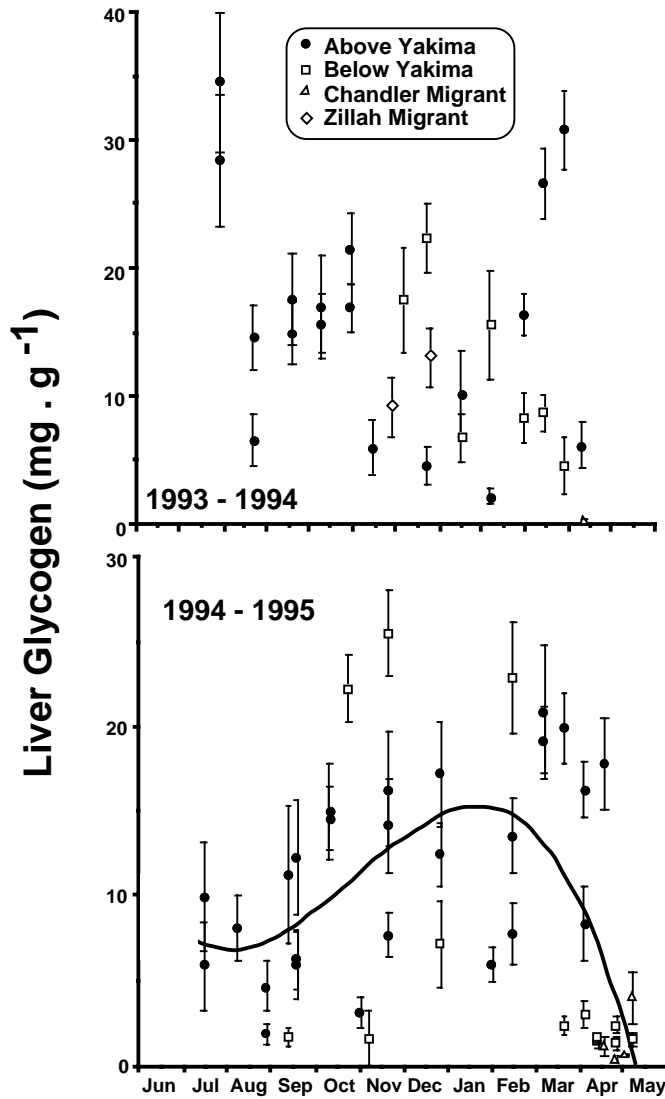 40
Above Yakima
Below Yakima
Chandler Migrant
Zillah Migrant
30
20
10
1993 - 1994
0
Liver Glycogen (mg . g -1)
30
1994 - 1995
20
10
0
Jun Jul Aug Sep Oct Nov Dec Jan Feb Mar Apr May